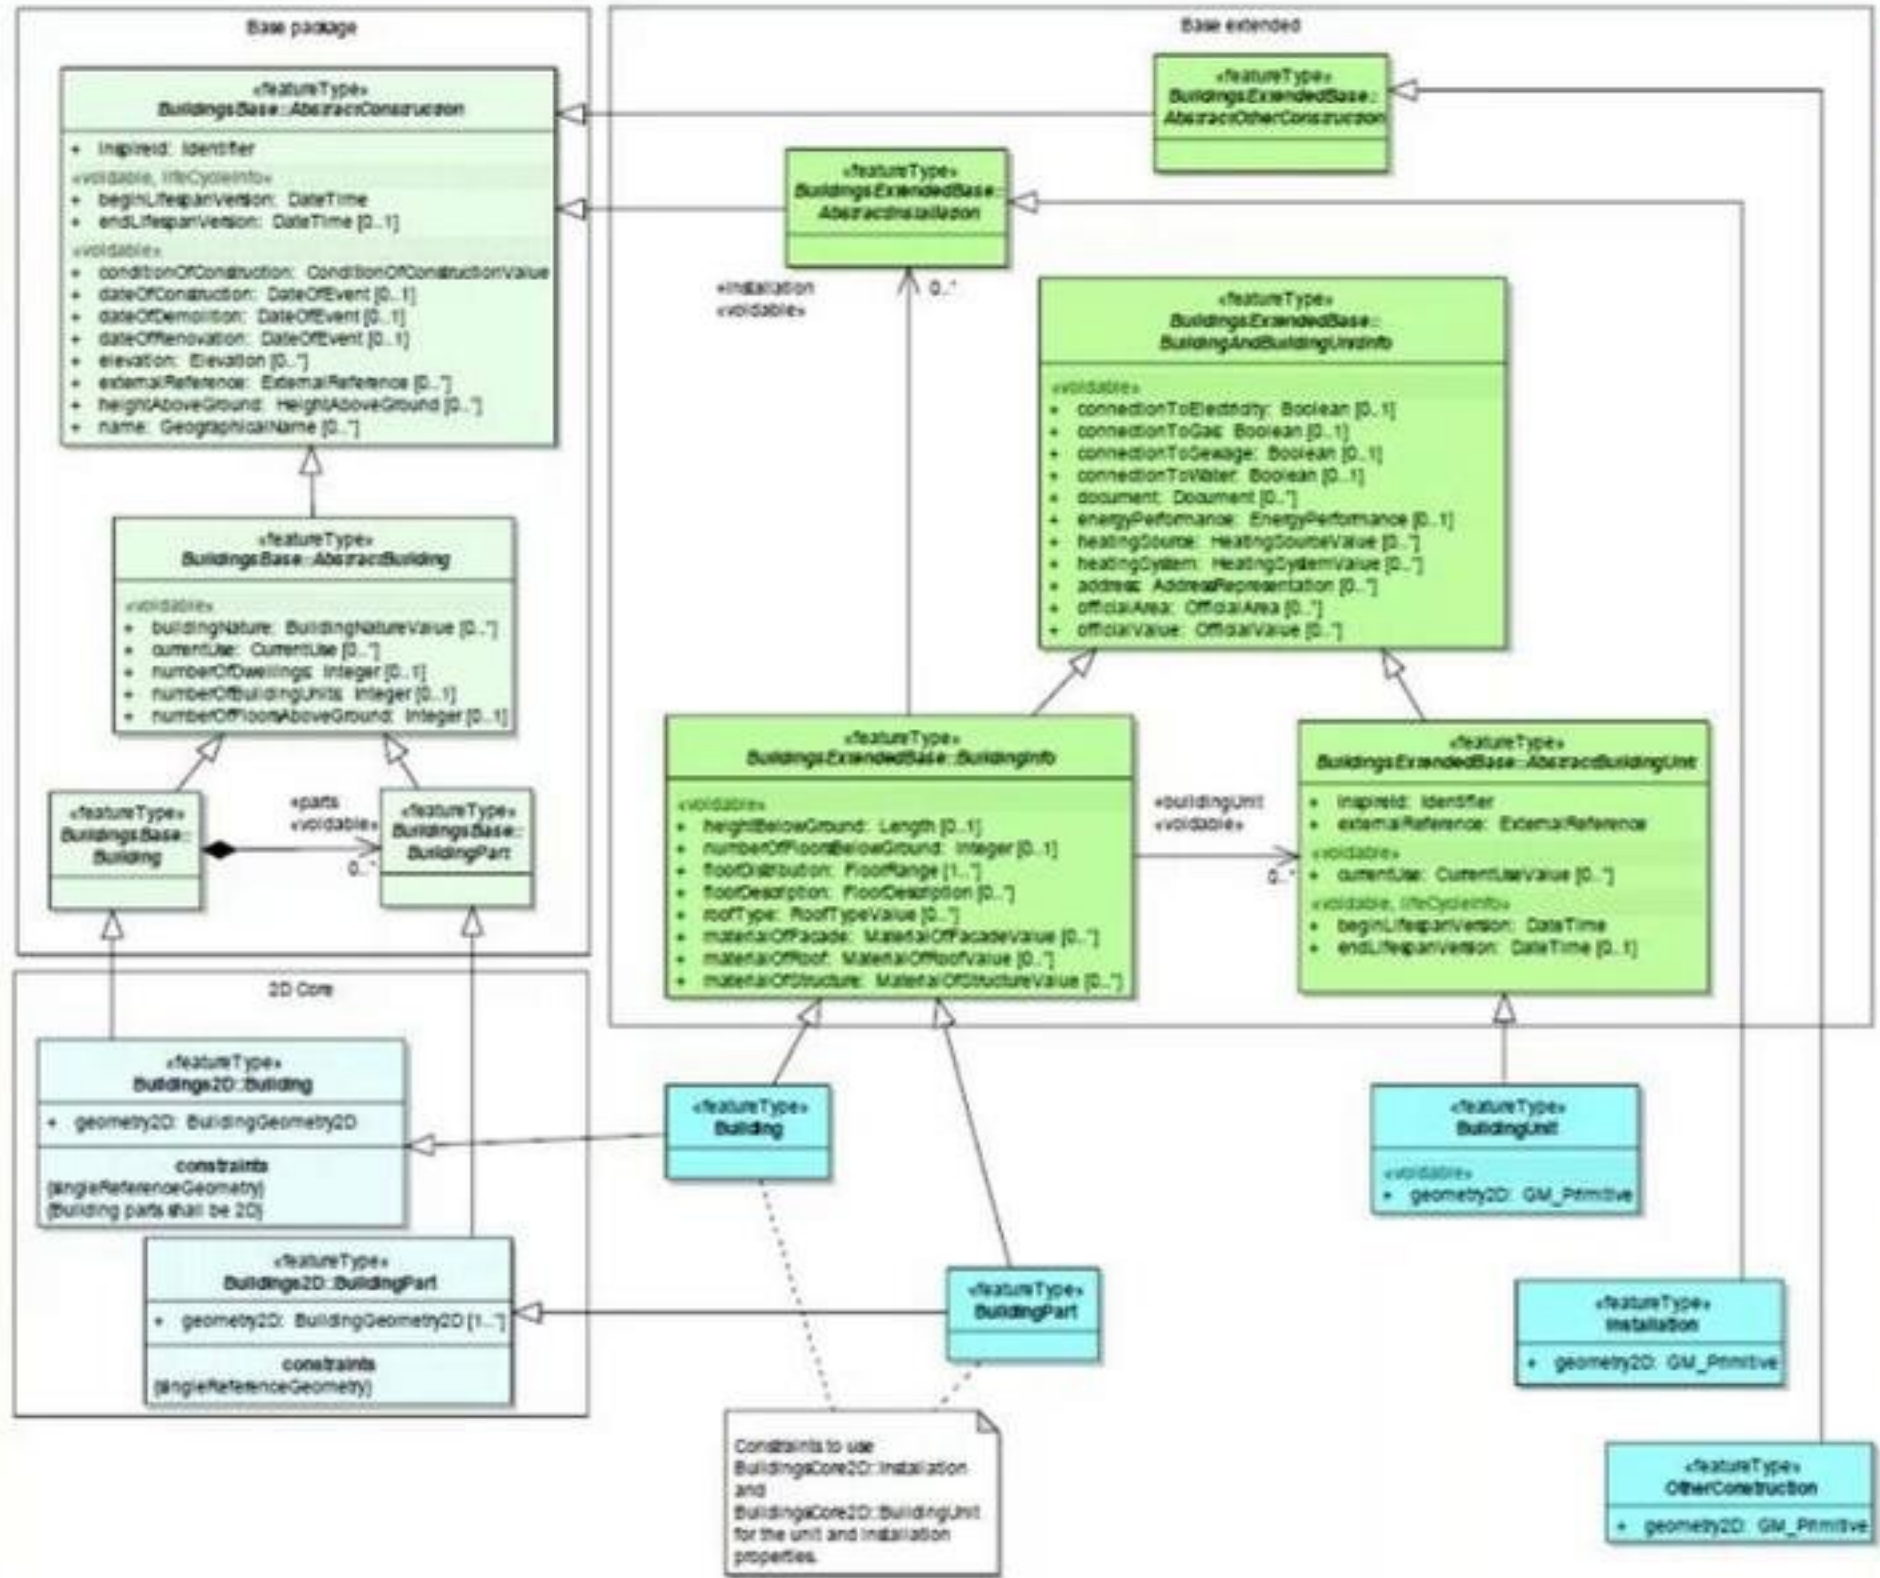 Base package
«featureType»
BuildingsBase::AbstractConstruction
+ inspireId: Identifier
«voidable, lifeCycleInfo»
+ beginLifespanVersion: DateTime
+ endLifespanVersion: DateTime [0..1]
«voidable»
+ conditionOfConstruction: ConditionOfConstructionValue
+ dateOfConstruction: DateOfEvent [0..1]
+ dateOfDemolition: DateOfEvent [0..1]
+ dateOfRenovation: DateOfEvent [0..1]
+ elevation: Elevation [0..*]
+ externalReference: ExternalReference [0..*]
+ heightAboveGround: HeightAboveGround [0..*]
+ name: GeographicalName [0..*]
«featureType»
BuildingsBase::AbstractBuilding
«voidable»
+ buildingNature: BuildingNatureValue [0..*]
+ currentUse: CurrentUse [0..*]
+ numberOfDwellings: Integer [0..1]
+ numberOfBuildingUnits: Integer [0..1]
+ numberOfFloorsAboveGround: Integer [0..1]
«featureType»
BuildingsBase::
Building
+parts
«voidable»
0..*
«featureType»
BuildingsBase::
BuildingPart
2D Core
«featureType»
Buildings2D::Building
+ geometry2D: BuildingGeometry2D
constraints
{singleReferenceGeometry}
{Building parts shall be 2D}
«featureType»
Buildings2D::BuildingPart
+ geometry2D: BuildingGeometry2D [1..*]
constraints
{singleReferenceGeometry}
Base extended
«featureType»
BuildingsExtendedBase::
AbstractOtherConstruction
«featureType»
BuildingsExtendedBase::
AbstractInstallation
+installation
«voidable»
0..*
«featureType»
BuildingsExtendedBase::
BuildingAndBuildingUnitInfo
«voidable»
+ connectionToElectricity: Boolean [0..1]
+ connectionToGas: Boolean [0..1]
+ connectionToSewage: Boolean [0..1]
+ connectionToWater: Boolean [0..1]
+ document: Document [0..*]
+ energyPerformance: EnergyPerformance [0..1]
+ heatingSource: HeatingSourceValue [0..*]
+ heatingSystem: HeatingSystemValue [0..*]
+ address: AddressRepresentation [0..*]
+ officialArea: OfficialArea [0..*]
+ officialValue: OfficialValue [0..*]
«featureType»
BuildingsExtendedBase::BuildingInfo
«voidable»
+ heightBelowGround: Length [0..1]
+ numberOfFloorsBelowGround: Integer [0..1]
+ floorDistribution: FloorRange [1..*]
+ floorDescription: FloorDescription [0..*]
+ roofType: RoofTypeValue [0..*]
+ materialOfFacade: MaterialOfFacadeValue [0..*]
+ materialOfRoof: MaterialOfRoofValue [0..*]
+ materialOfStructure: MaterialOfStructureValue [0..*]
+buildingUnit
«voidable»
0..*
«featureType»
BuildingsExtendedBase::AbstractBuildingUnit
+ inspireId: Identifier
+ externalReference: ExternalReference
«voidable»
+ currentUse: CurrentUseValue [0..*]
«voidable, lifeCycleInfo»
+ beginLifespanVersion: DateTime
+ endLifespanVersion: DateTime [0..1]
«featureType»
Building
«featureType»
BuildingPart
«featureType»
BuildingUnit
«voidable»
+ geometry2D: GM_Primitive
«featureType»
Installation
+ geometry2D: GM_Primitive
«featureType»
OtherConstruction
+ geometry2D: GM_Primitive
Constraints to use
BuildingsCore2D::Installation
and
BuildingsCore2D::BuildingUnit
for the unit and installation
properties.